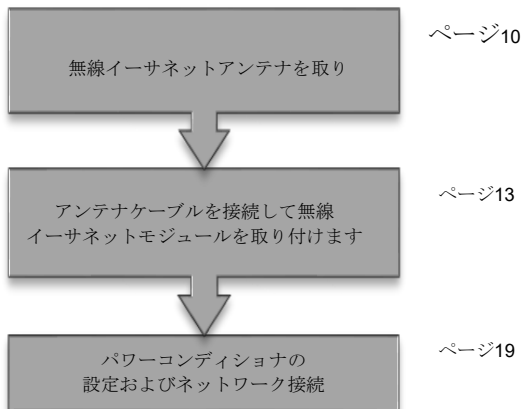 ページ10
無線イーサネットアンテナを取り
ページ13
アンテナケーブルを接続して無線
イーサネットモジュールを取り付けます
ページ19
パワーコンディショナの
設定およびネットワーク接続